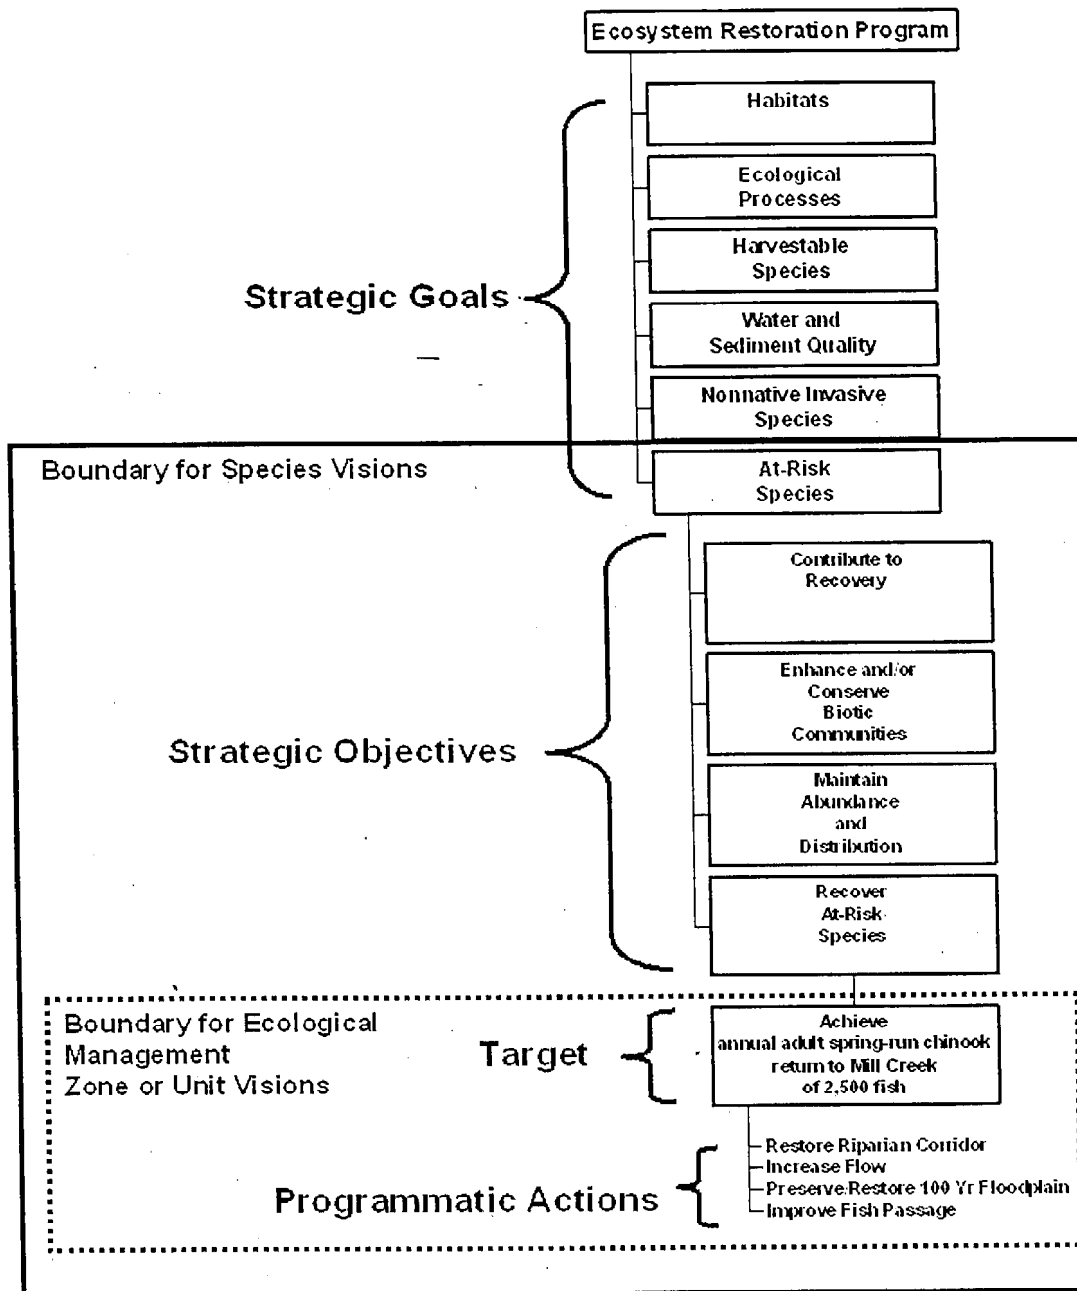 Ecosystem Restoration Program
Habitats
Ecological
Processes
Harvestable
Species
Strategic Goals
Water and
Sediment Quality
Nonnative Invasive
Species
Boundary for Species Visions
At-Risk
Species
Contribute to
Recovery
Enhance and/or
Conserve
Biotic
Communities
Strategic Objectives
Maintain
Abundance
and
Distribution
Recover
At-Risk
Species
Boundary for Ecological
Management
Zone or Unit Visions
Target
Achieve
annual adult spring-run chinook
return to Mill Creek
of 2,500 fish
Programmatic Actions
Restore Riparian Corridor
Increase Flow
Preserve/Restore 100 Yr Floodplain
Improve Fish Passage